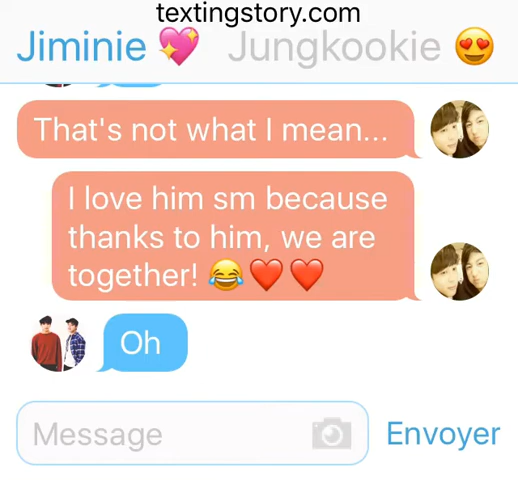 textingstory.com
Jiminie 💖 Jungkookie 😍
That's not what I mean...
I love him sm because
thanks to him, we are
together! 😂❤️❤️
Oh
Message
Envoyer